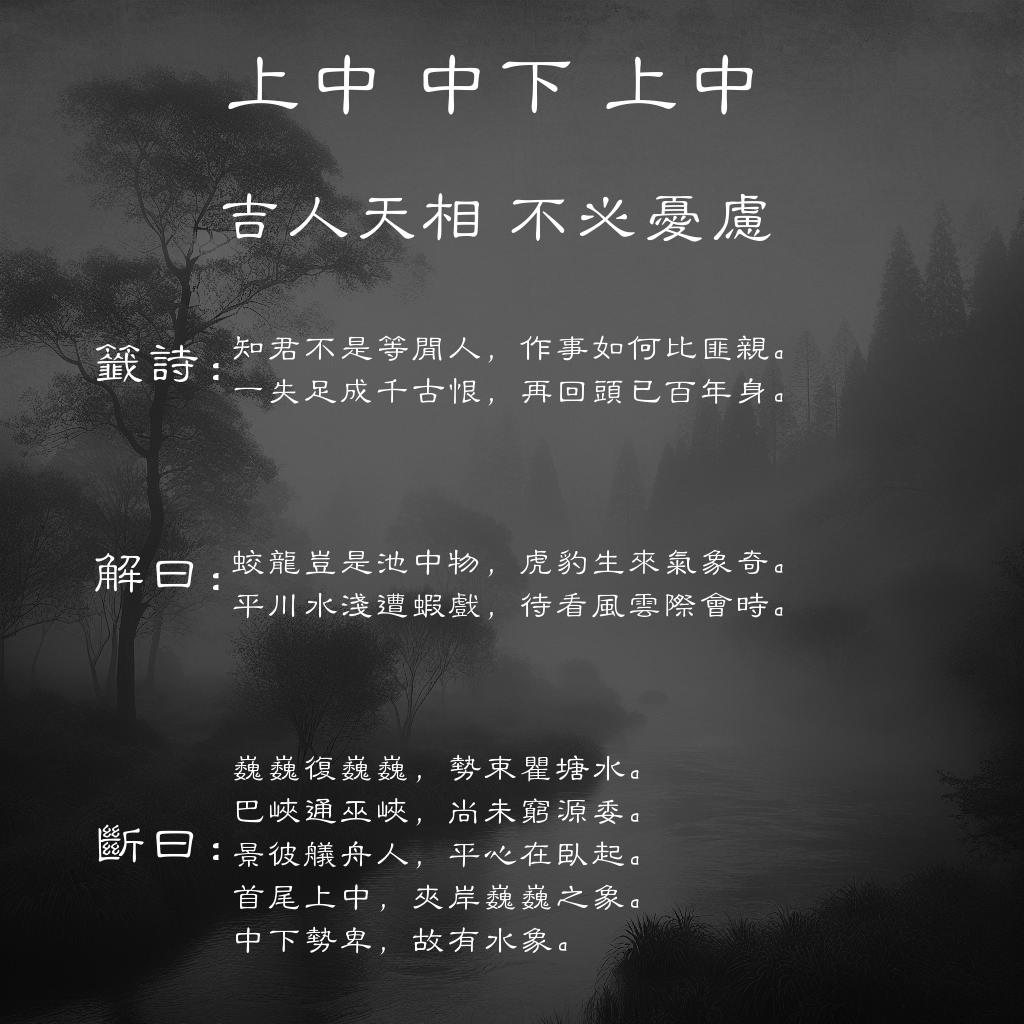 上中 中下 上中
吉人天相 不必憂慮
籤詩：
知君不是等閒人，作事如何比匪親。
一失足成千古恨，再回頭已百年身。
解曰：
蛟龍豈是池中物，虎豹生來氣象奇。
平川水淺遭蝦戲，待看風雲際會時。
斷曰：
巍巍復巍巍，勢束瞿塘水。
巴峽通巫峽，尚未窮源委。
景彼艤舟人，平心在臥起。
首尾上中，夾岸巍巍之象。
中下勢卑，故有水象。